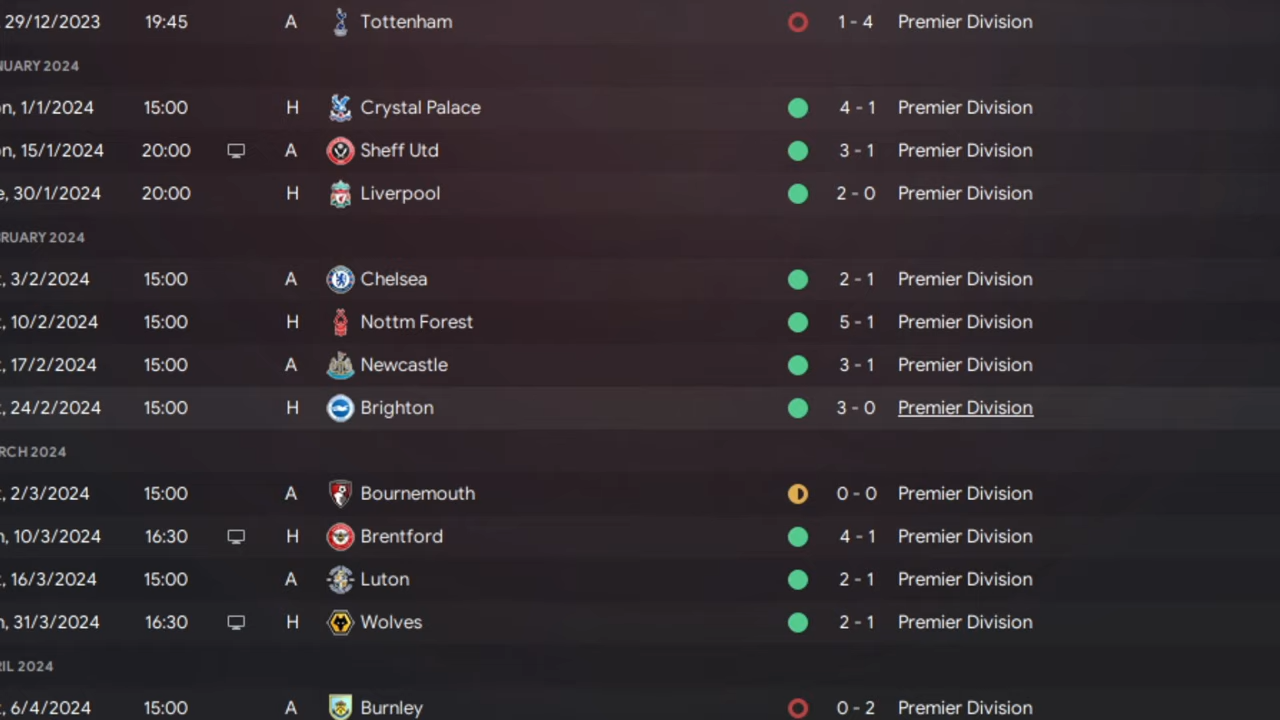 29/12/2023 19:45 A Tottenham 1 - 4 Premier Division
NUARY 2024
n, 1/1/2024 15:00 H Crystal Palace 4 - 1 Premier Division
n, 15/1/2024 20:00 A Sheff Utd 3 - 1 Premier Division
e, 30/1/2024 20:00 H Liverpool 2 - 0 Premier Division
RUARY 2024
, 3/2/2024 15:00 A Chelsea 2 - 1 Premier Division
, 10/2/2024 15:00 H Nottm Forest 5 - 1 Premier Division
, 17/2/2024 15:00 A Newcastle 3 - 1 Premier Division
, 24/2/2024 15:00 H Brighton 3 - 0 Premier Division
RCH 2024
, 2/3/2024 15:00 A Bournemouth 0 - 0 Premier Division
n, 10/3/2024 16:30 H Brentford 4 - 1 Premier Division
, 16/3/2024 15:00 A Luton 2 - 1 Premier Division
n, 31/3/2024 16:30 H Wolves 2 - 1 Premier Division
RIL 2024
, 6/4/2024 15:00 A Burnley 0 - 2 Premier Division